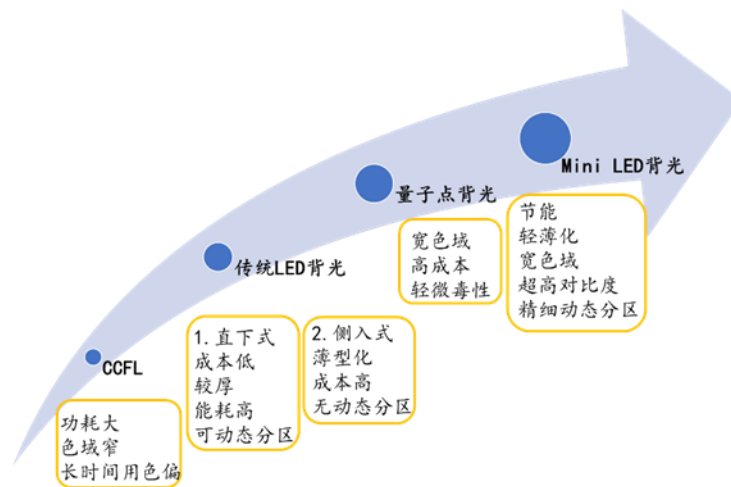 CCFL
功耗大
色域窄
长时间用色偏
传统LED背光
1.直下式
成本低
较厚
能耗高
可动态分区
2.侧入式
薄型化
成本高
无动态分区
量子点背光
宽色域
高成本
轻微毒性
Mini LED背光
节能
轻薄化
宽色域
超高对比度
精细动态分区